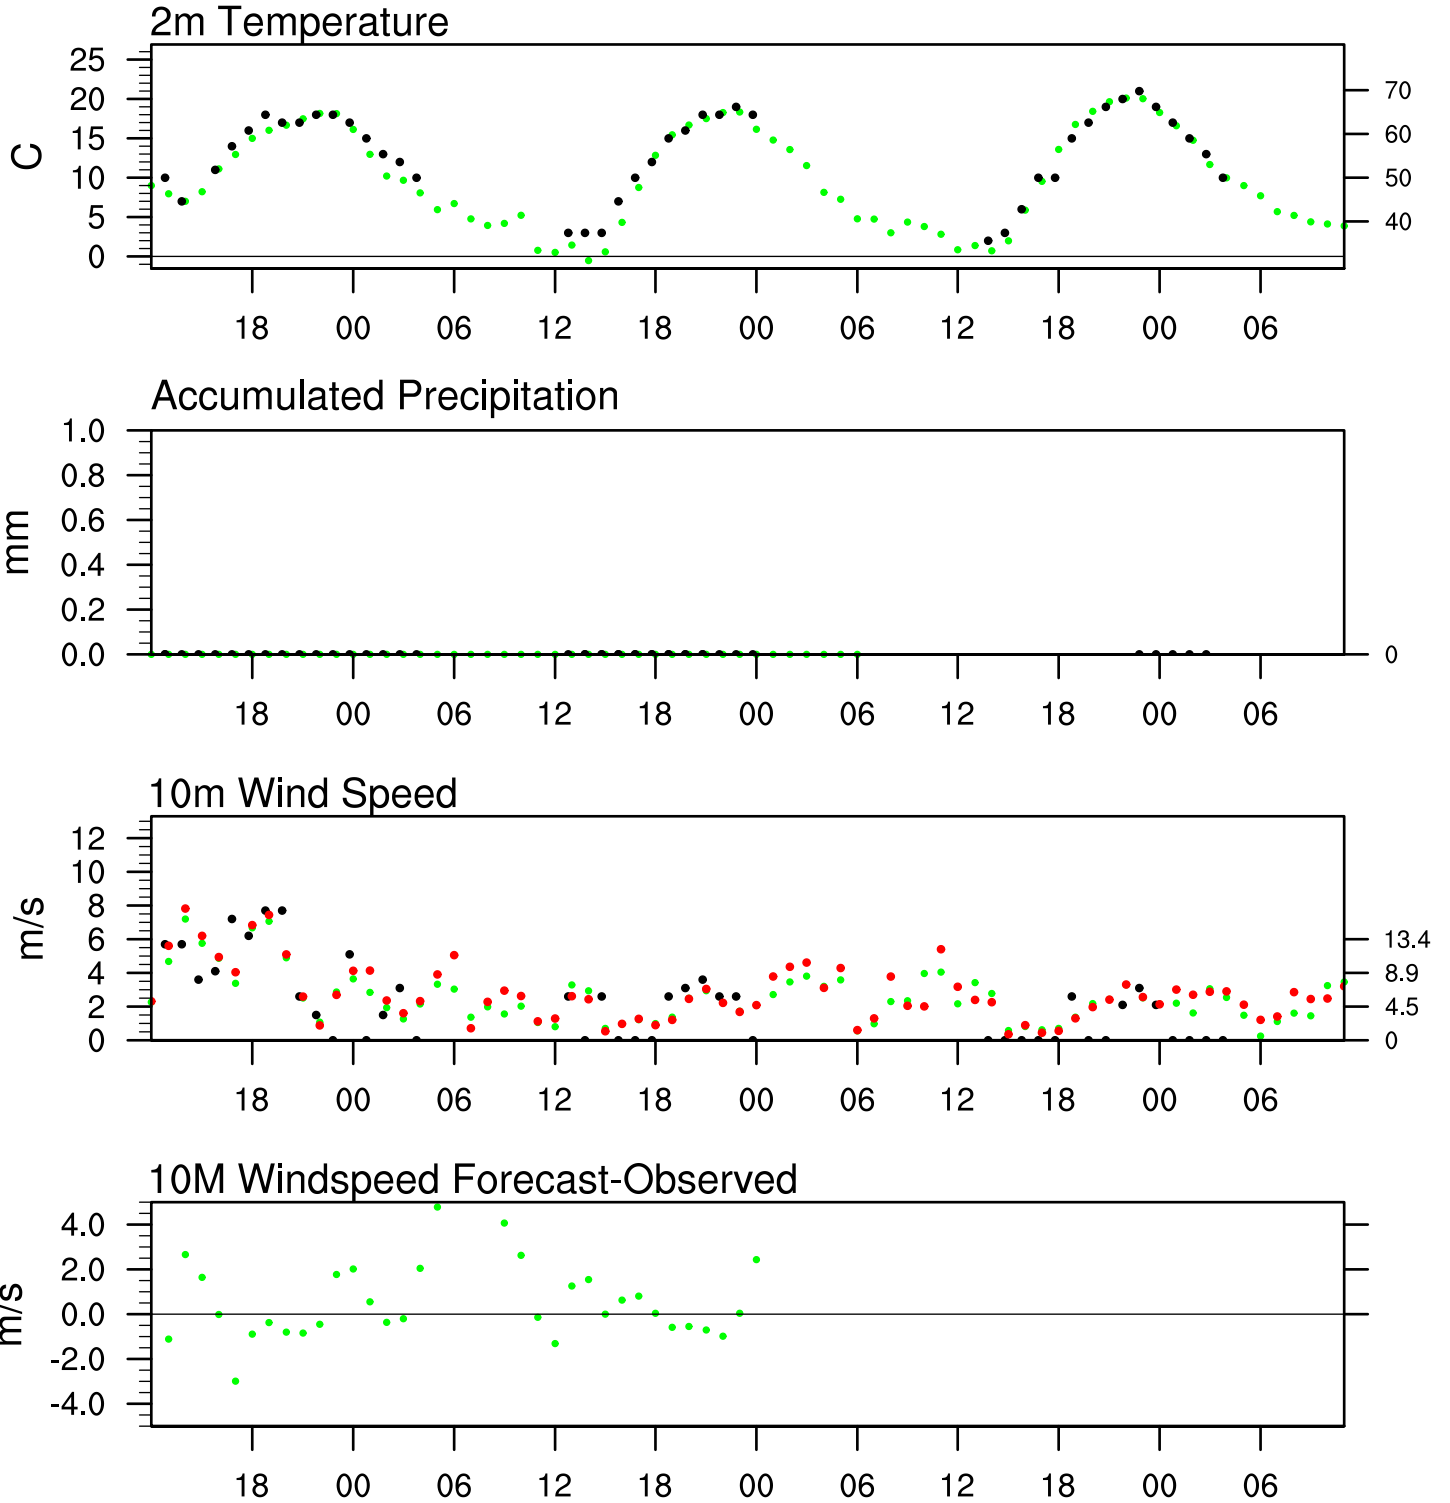 2m Temperature
25
20
15
10
5
0
C
70
60
50
40
18 00 06 12 18 00 06 12 18 00 06
Accumulated Precipitation
1.0
0.8
0.6
0.4
0.2
0.0
mm
0
18 00 06 12 18 00 06 12 18 00 06
10m Wind Speed
12
10
8
6
4
2
0
m/s
13.4
8.9
4.5
0
18 00 06 12 18 00 06 12 18 00 06
10M Windspeed Forecast-Observed
4.0
2.0
0.0
-2.0
-4.0
m/s
18 00 06 12 18 00 06 12 18 00 06